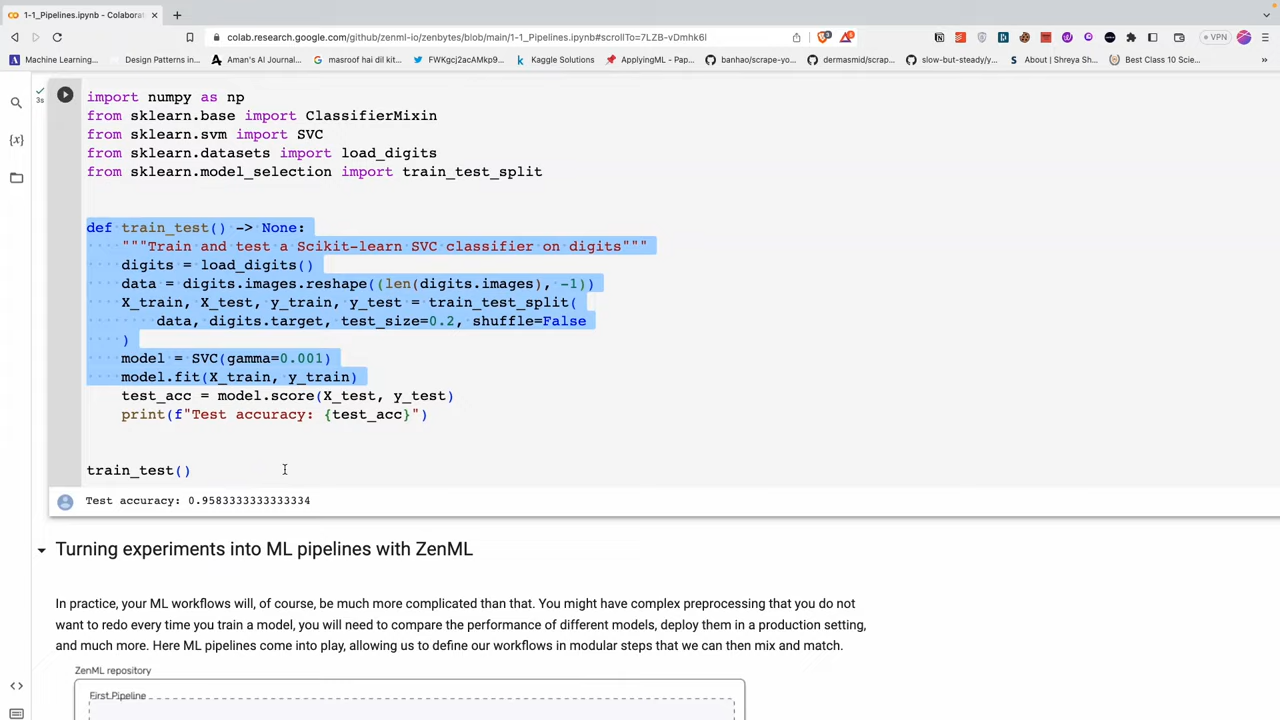 1-1_Pipelines.ipynb - Colabora
colab.research.google.com/github/zenml-io/zenbytes/blob/main/1-1_Pipelines.ipynb#scrollTo=7LZB-vDmhk6l
VPN
Machine Learning...
Design Patterns in...
Aman's AI Journal...
masroof hai dil kit...
FWKgcj2acAMkp9...
Kaggle Solutions
ApplyingML - Pap...
banhao/scrape-yo...
dermasmid/scrap...
slow-but-steady/y...
About | Shreya Sh...
Best Class 10 Scie...
3s
import numpy as np
from sklearn.base import ClassifierMixin
from sklearn.svm import SVC
from sklearn.datasets import load_digits
from sklearn.model_selection import train_test_split
def train_test() -> None:
"""Train and test a Scikit-learn SVC classifier on digits"""
digits = load_digits()
data = digits.images.reshape((len(digits.images), -1))
X_train, X_test, y_train, y_test = train_test_split(
data, digits.target, test_size=0.2, shuffle=False
)
model = SVC(gamma=0.001)
model.fit(X_train, y_train)
test_acc = model.score(X_test, y_test)
print(f"Test accuracy: {test_acc}")
train_test()
Test accuracy: 0.9583333333333334
Turning experiments into ML pipelines with ZenML
In practice, your ML workflows will, of course, be much more complicated than that. You might have complex preprocessing that you do not
want to redo every time you train a model, you will need to compare the performance of different models, deploy them in a production setting,
and much more. Here ML pipelines come into play, allowing us to define our workflows in modular steps that we can then mix and match.
ZenML repository
First Pipeline